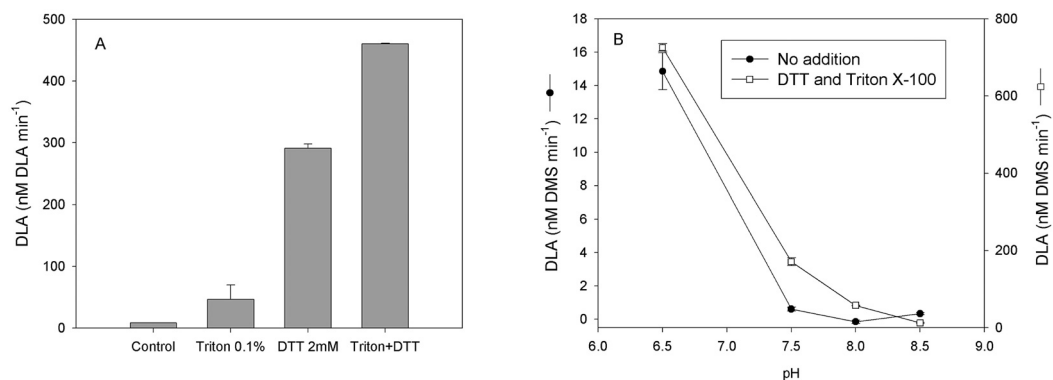 A
DLA (nM DLA min⁻¹)
500
400
300
200
100
0
Control Triton 0.1% DTT 2mM Triton+DTT
B
No addition
DTT and Triton X-100
DLA (nM DMS min⁻¹)
18
16
14
12
10
8
6
4
2
0
6.0 6.5 7.0 7.5 8.0 8.5 9.0
pH
800
600
400
200
0
DLA (nM DMS min⁻¹)